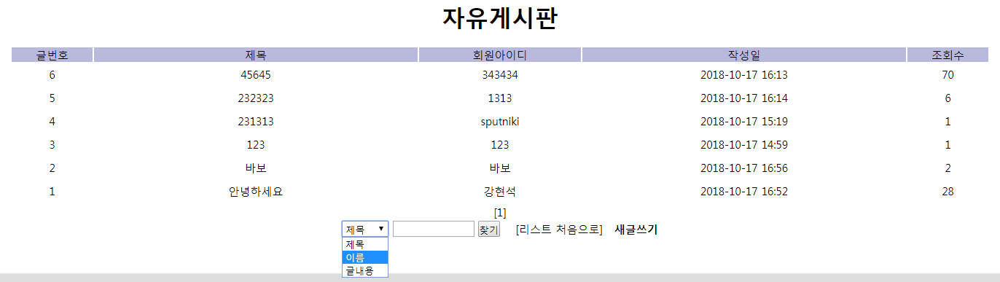 자유게시판
글번호 제목 회원아이디 작성일 조회수
6 45645 343434 2018-10-17 16:13 70
5 232323 1313 2018-10-17 16:14 6
4 231313 sputniki 2018-10-17 15:19 1
3 123 123 2018-10-17 14:59 1
2 바보 바보 2018-10-17 16:56 2
1 안녕하세요 강현석 2018-10-17 16:52 28
[1]
제목 찾기 [리스트 처음으로] 새글쓰기
제목
이름
글내용